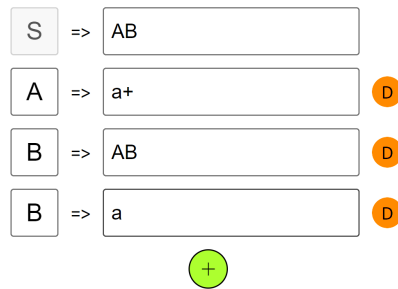 S => AB
A => a+ D
B => AB D
B => a D
+